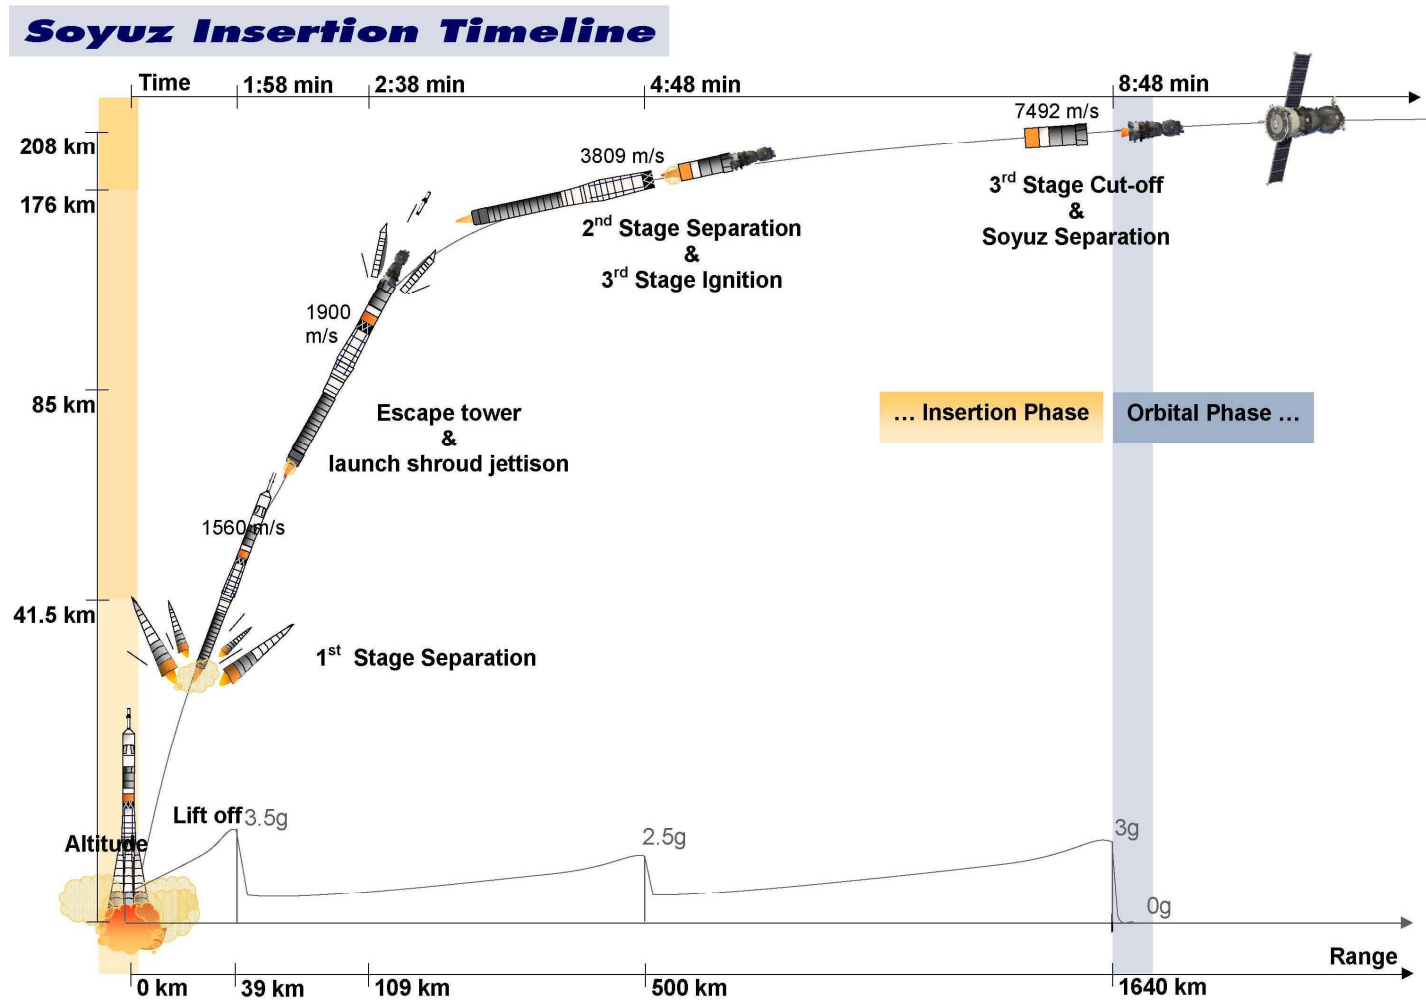 Soyuz Insertion Timeline
Time
1:58 min
2:38 min
4:48 min
8:48 min
208 km
176 km
85 km
41.5 km
Altitude
7492 m/s
3809 m/s
1900
m/s
1560 m/s
3rd Stage Cut-off
&
Soyuz Separation
2nd Stage Separation
&
3rd Stage Ignition
... Insertion Phase
Orbital Phase ...
Escape tower
&
launch shroud jettison
1st Stage Separation
Lift off
3.5g
2.5g
3g
0g
Range
0 km
39 km
109 km
500 km
1640 km